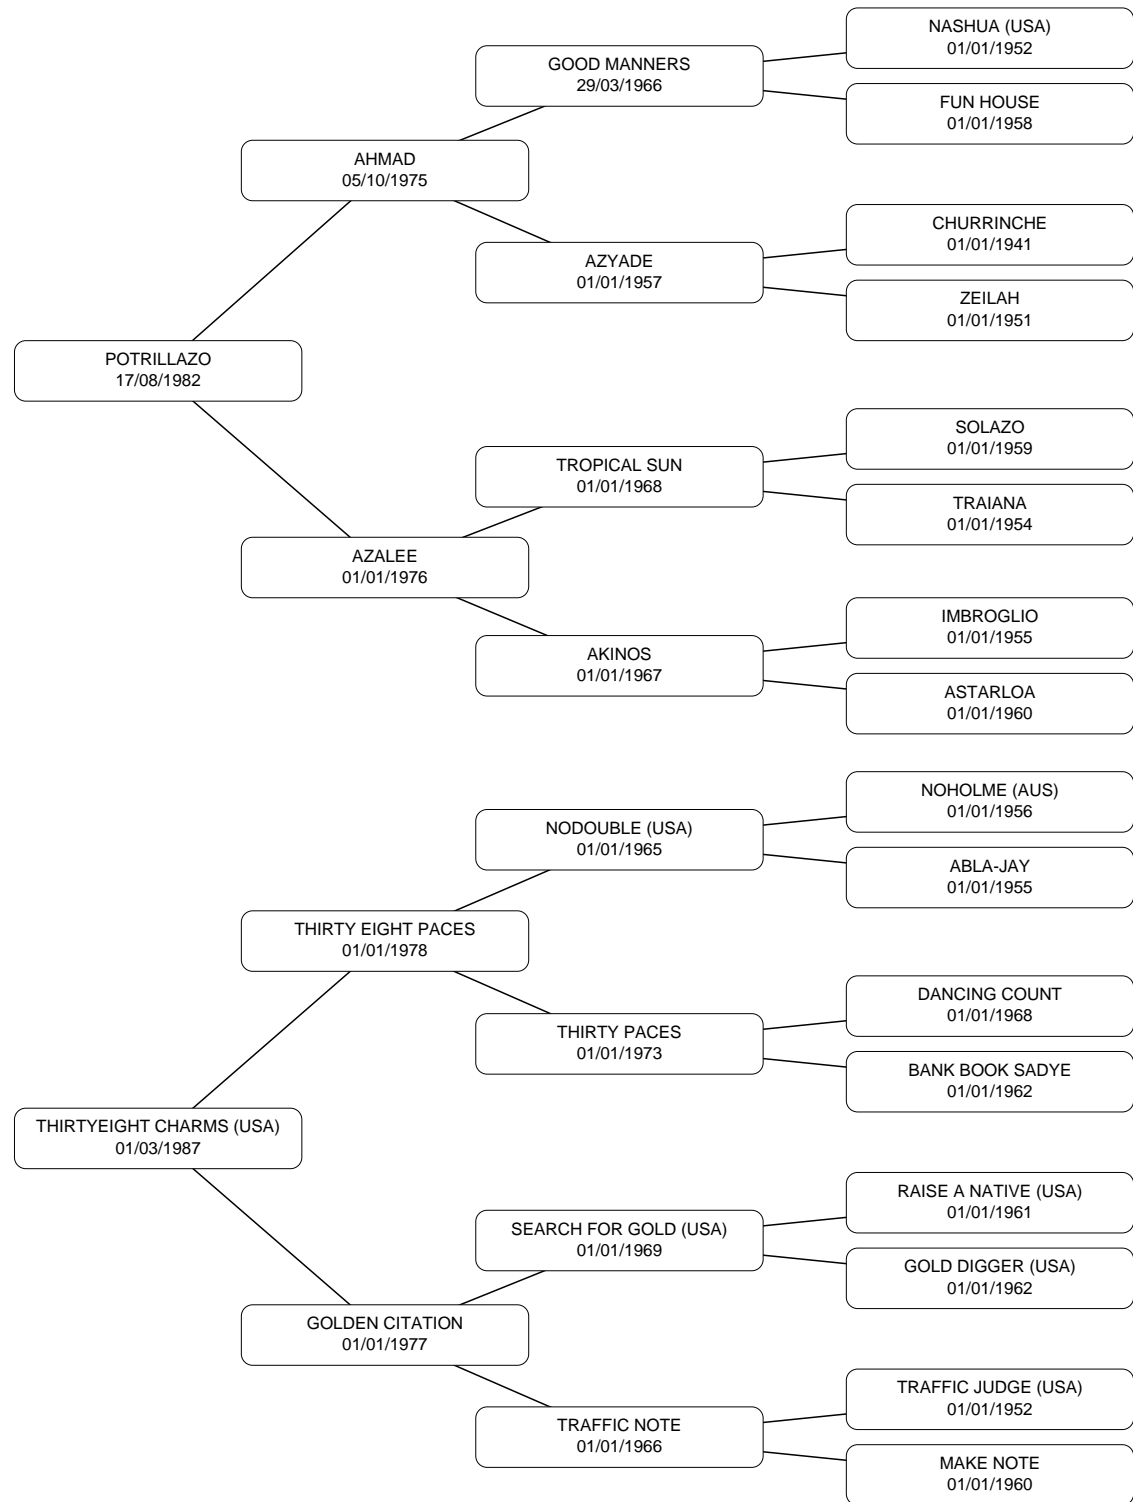 NASHUA (USA)
01/01/1952
GOOD MANNERS
29/03/1966
FUN HOUSE
01/01/1958
AHMAD
05/10/1975
CHURRINCHE
01/01/1941
AZYADE
01/01/1957
ZEILAH
01/01/1951
POTRILLAZO
17/08/1982
SOLAZO
01/01/1959
TROPICAL SUN
01/01/1968
TRAIANA
01/01/1954
AZALEE
01/01/1976
IMBROGLIO
01/01/1955
AKINOS
01/01/1967
ASTARLOA
01/01/1960
NOHOLME (AUS)
01/01/1956
NODOUBLE (USA)
01/01/1965
ABLA-JAY
01/01/1955
THIRTY EIGHT PACES
01/01/1978
DANCING COUNT
01/01/1968
THIRTY PACES
01/01/1973
BANK BOOK SADYE
01/01/1962
THIRTYEIGHT CHARMS (USA)
01/03/1987
RAISE A NATIVE (USA)
01/01/1961
SEARCH FOR GOLD (USA)
01/01/1969
GOLD DIGGER (USA)
01/01/1962
GOLDEN CITATION
01/01/1977
TRAFFIC JUDGE (USA)
01/01/1952
TRAFFIC NOTE
01/01/1966
MAKE NOTE
01/01/1960